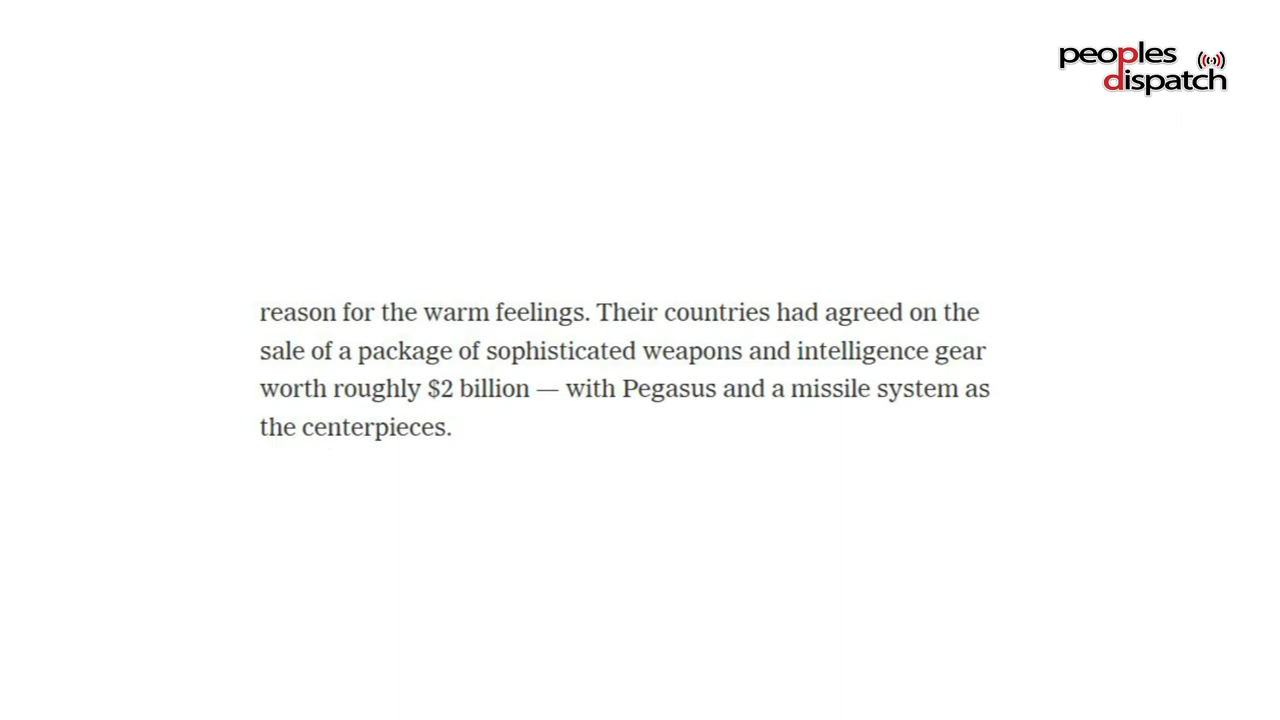 peoples
dispatch
reason for the warm feelings. Their countries had agreed on the
sale of a package of sophisticated weapons and intelligence gear
worth roughly $2 billion — with Pegasus and a missile system as
the centerpieces.